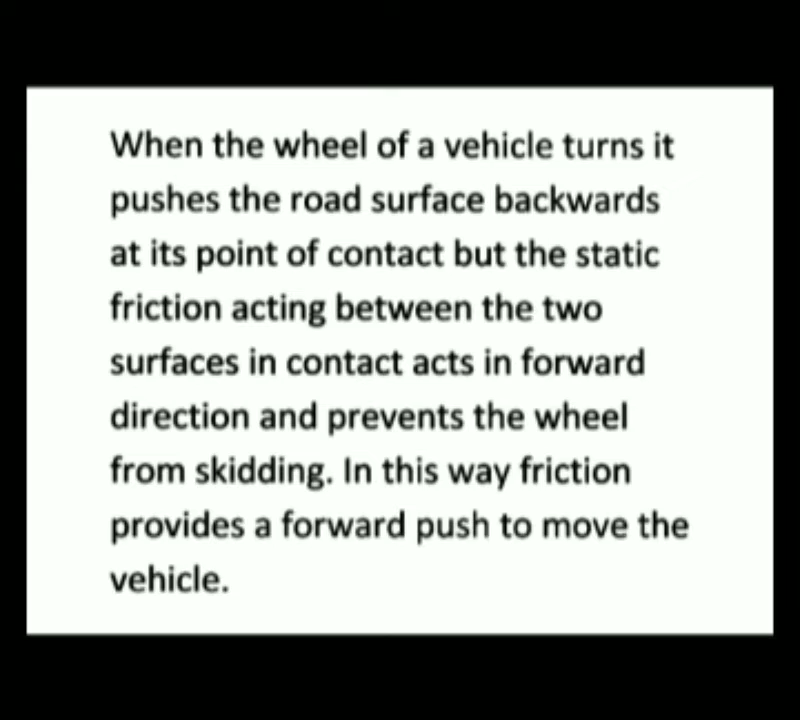 When the wheel of a vehicle turns it
pushes the road surface backwards
at its point of contact but the static
friction acting between the two
surfaces in contact acts in forward
direction and prevents the wheel
from skidding. In this way friction
provides a forward push to move the
vehicle.